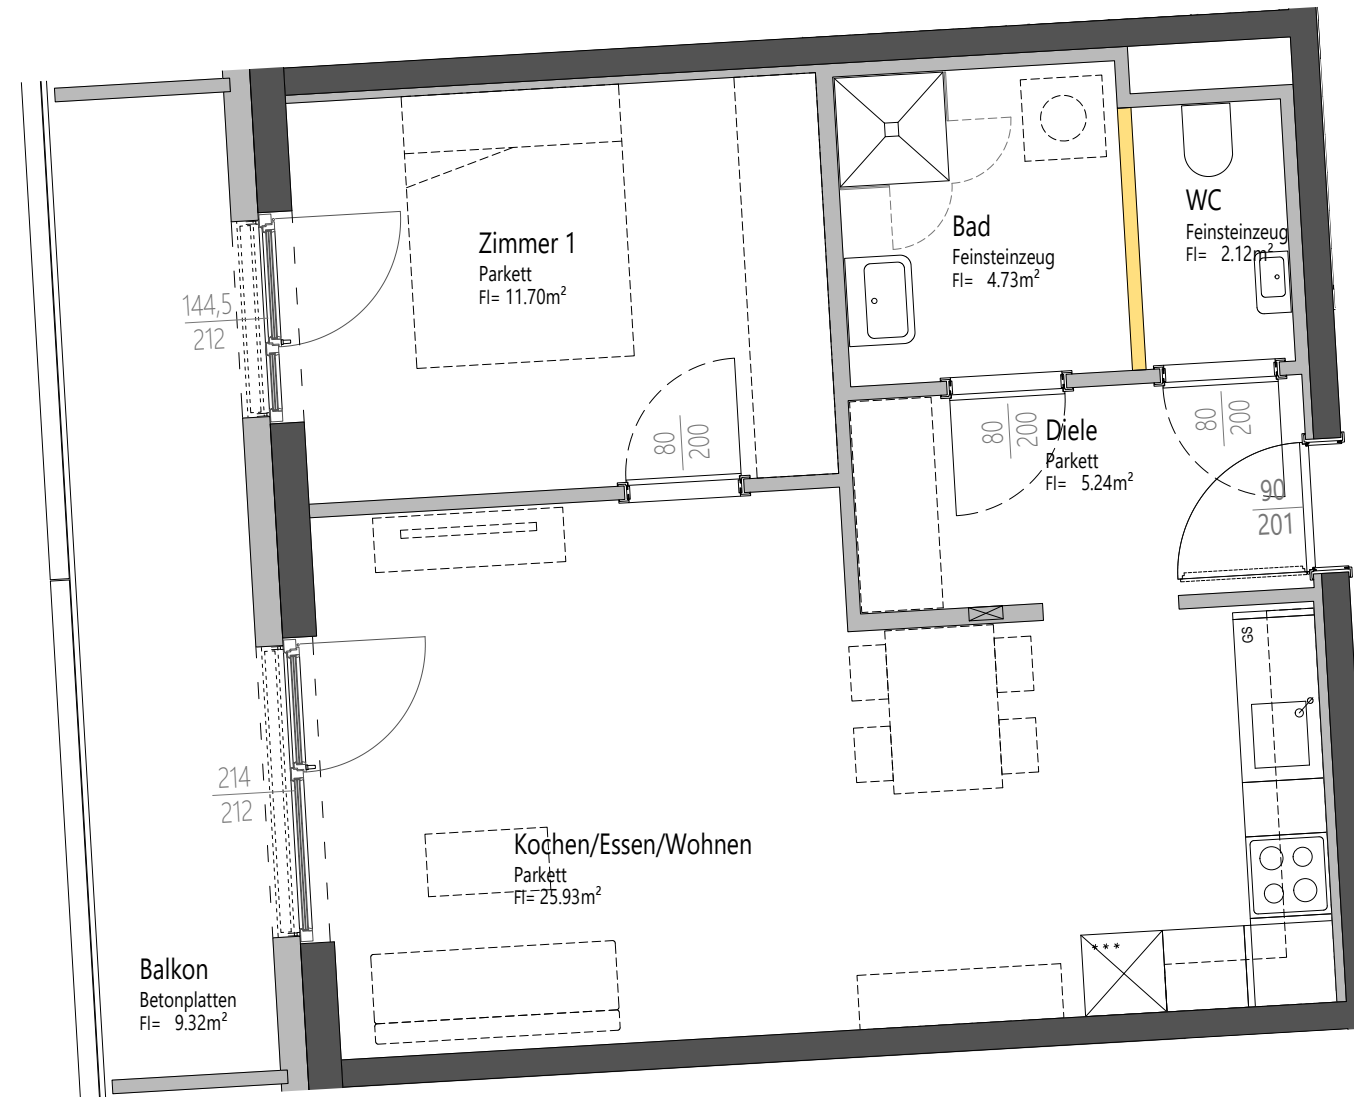 Zimmer 1
Parkett
Fl= 11.70m²
Bad
Feinsteinzeug
Fl= 4.73m²
WC
Feinsteinzeug
Fl= 2.12m²
144,5
212
80
200
80
200
Diele
Parkett
Fl= 5.24m²
80
200
90
201
GS
214
212
Kochen/Essen/Wohnen
Parkett
Fl= 25.93m²
***
Balkon
Betonplatten
Fl= 9.32m²